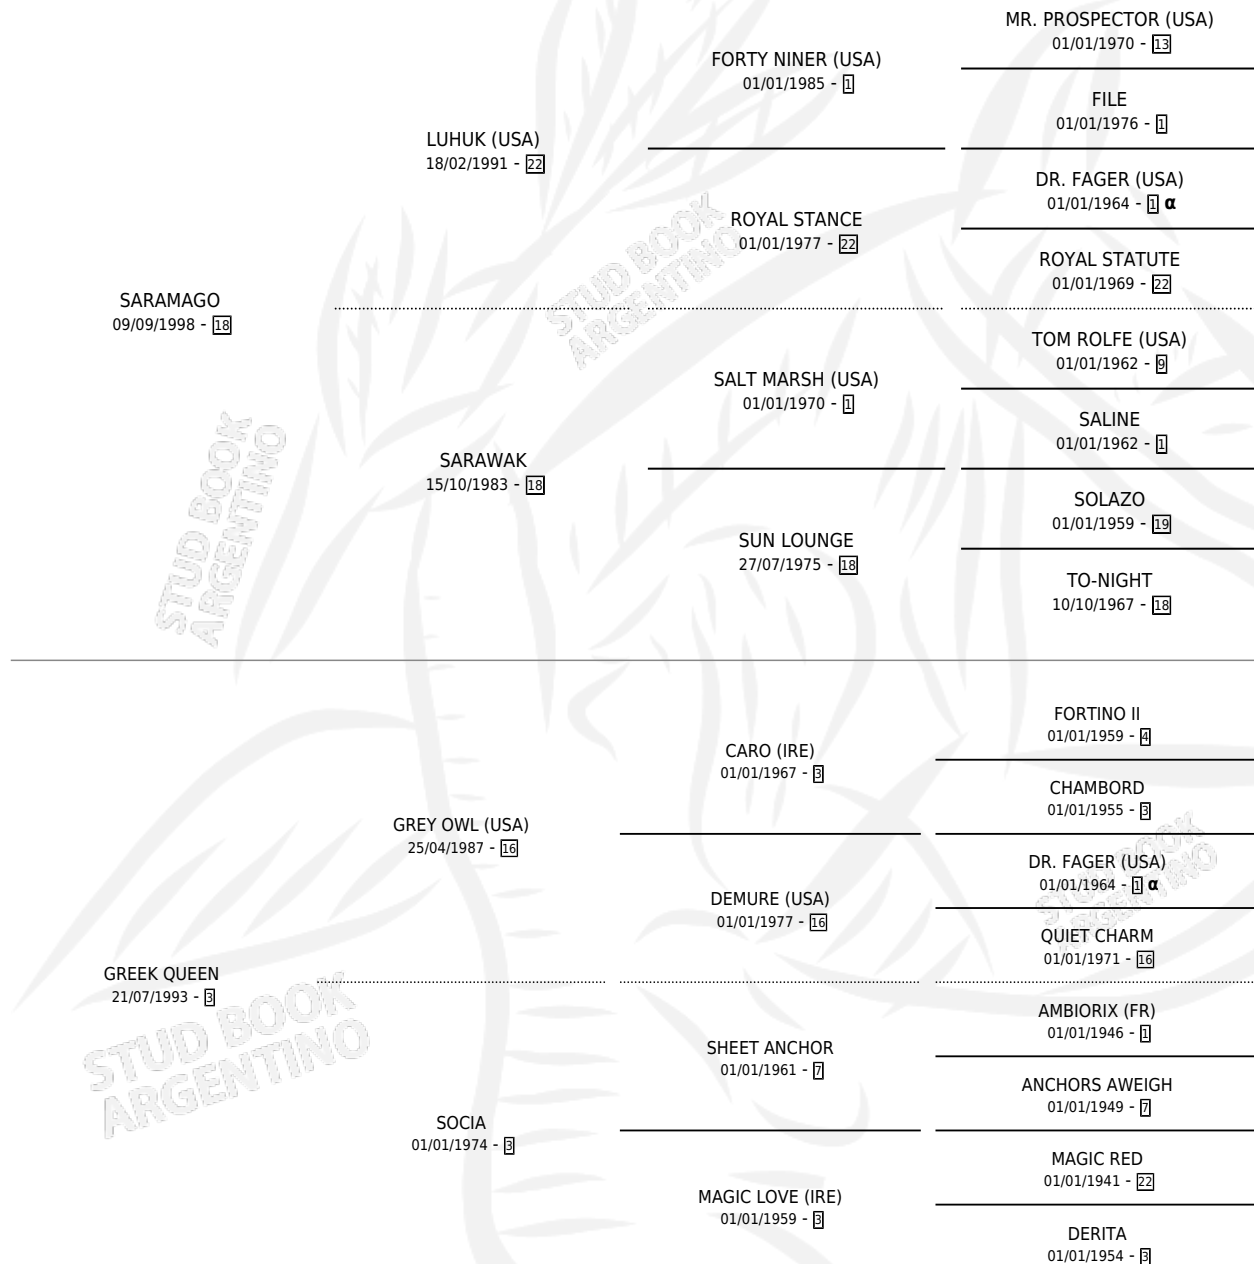 MR. PROSPECTOR (USA)
01/01/1970 - 13
FORTY NINER (USA)
01/01/1985 - 1
FILE
01/01/1976 - 1
LUHUK (USA)
18/02/1991 - 22
DR. FAGER (USA)
01/01/1964 - 1 α
ROYAL STANCE
01/01/1977 - 22
ROYAL STATUTE
01/01/1969 - 22
STUD BOOK
ARGENTINO
SARAMAGO
09/09/1998 - 18
TOM ROLFE (USA)
01/01/1962 - 9
SALT MARSH (USA)
01/01/1970 - 1
SALINE
01/01/1962 - 1
SARAWAK
15/10/1983 - 18
SOLAZO
01/01/1959 - 19
SUN LOUNGE
27/07/1975 - 18
TO-NIGHT
10/10/1967 - 18
STUD BOOK
ARGENTINO
FORTINO II
01/01/1959 - 4
CARO (IRE)
01/01/1967 - 3
CHAMBORD
01/01/1955 - 3
GREY OWL (USA)
25/04/1987 - 16
DR. FAGER (USA)
01/01/1964 - 1 α
DEMURE (USA)
01/01/1977 - 16
QUIET CHARM
01/01/1971 - 16
STUD BOOK
ARGENTINO
GREEK QUEEN
21/07/1993 - 3
AMBIORIX (FR)
01/01/1946 - 1
SHEET ANCHOR
01/01/1961 - 7
ANCHORS AWEIGH
01/01/1949 - 7
STUD BOOK
ARGENTINO
SOCIA
01/01/1974 - 3
MAGIC RED
01/01/1941 - 22
MAGIC LOVE (IRE)
01/01/1959 - 3
DERITA
01/01/1954 - 3